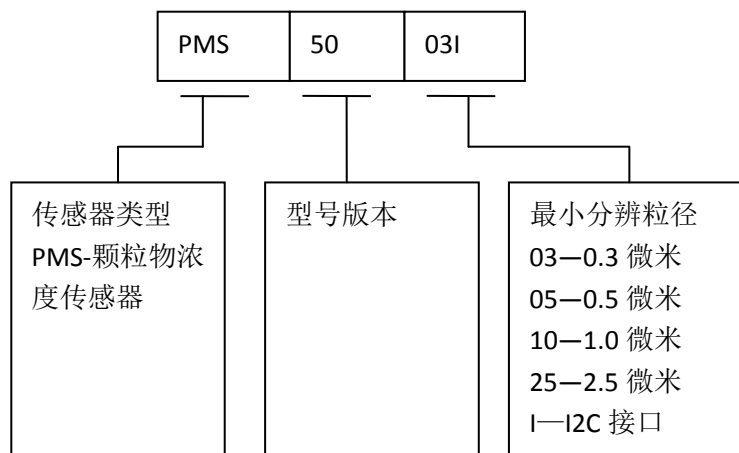 PMS 50 03I
传感器类型
PMS-颗粒物浓
度传感器
型号版本
最小分辨粒径
03—0.3 微米
05—0.5 微米
10—1.0 微米
25—2.5 微米
I—I2C 接口